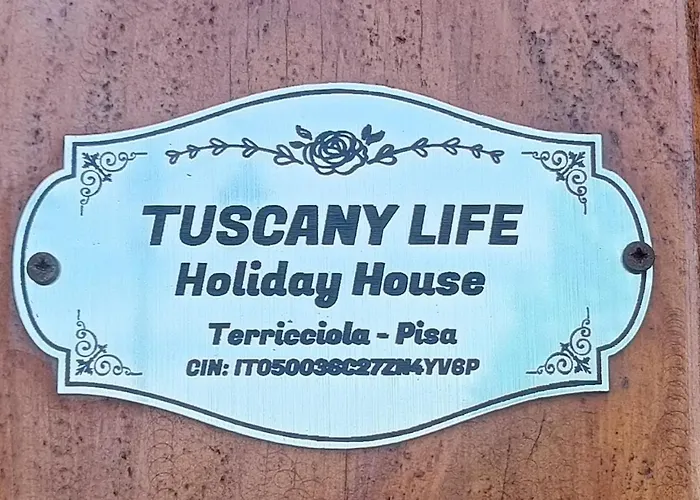 TUSCANY LIFE
Holiday House
Terricciola - Pisa
CIN: IT050036C27ZN4YV6P